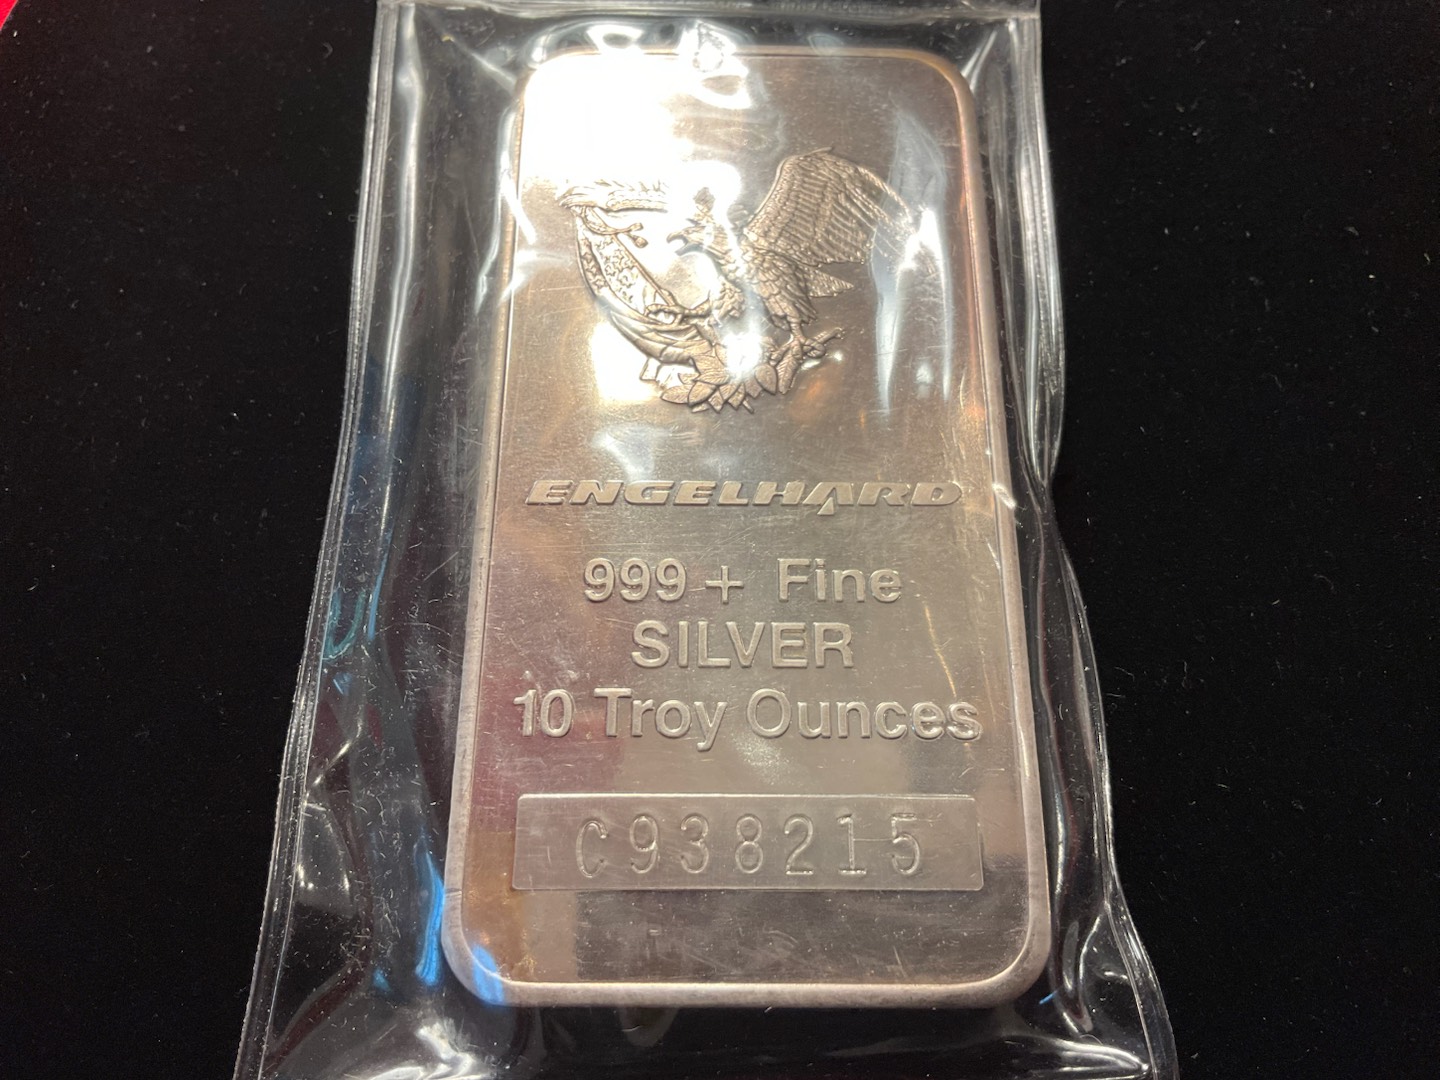 ENGELHARD
999+ Fine
SILVER
10 Troy Ounces
C938215